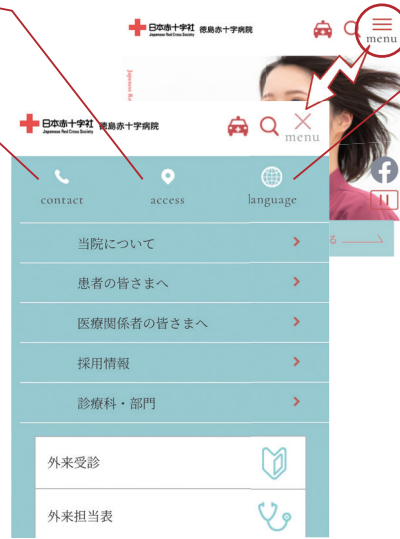 日本赤十字社 徳島赤十字病院
Japanese Red Cross Society
menu
日本赤十字社 徳島赤十字病院
Japanese Red Cross Society
menu
contact
access
language
当院について
患者の皆さまへ
医療関係者の皆さまへ
採用情報
診療科・部門
外来受診
外来担当表
る